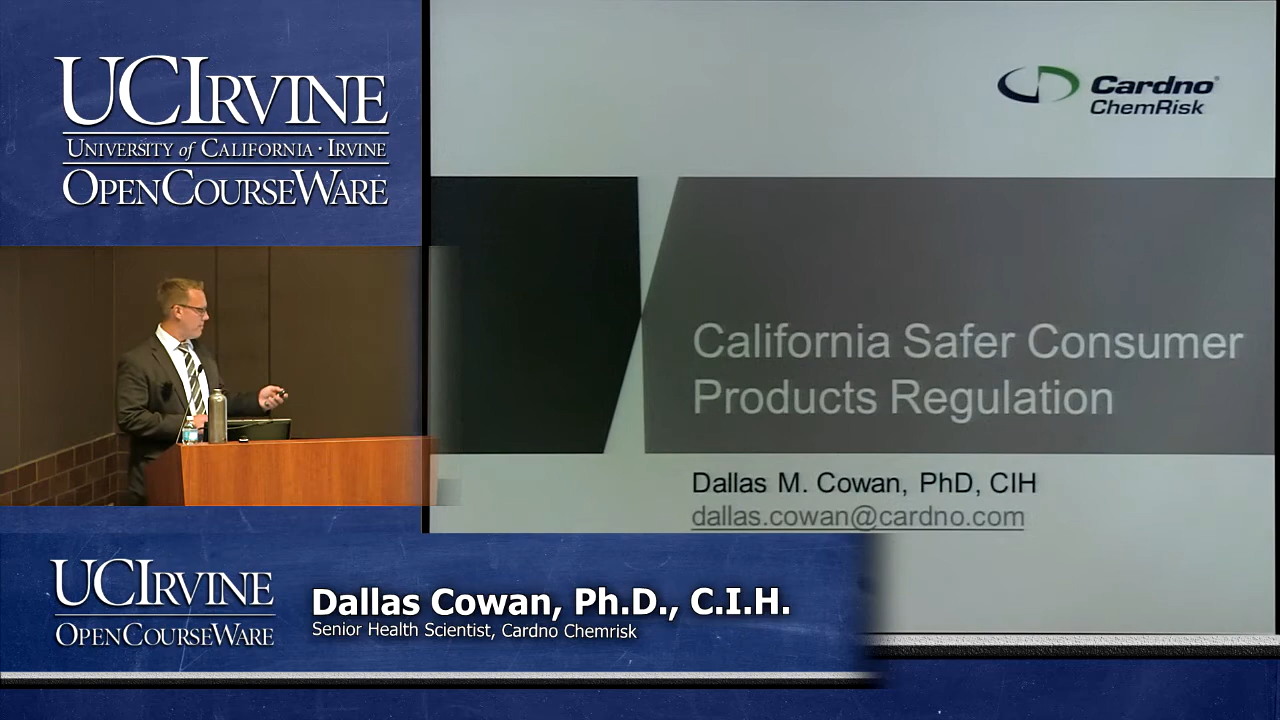 UCIRVINE
UNIVERSITY of CALIFORNIA · IRVINE
OPENCOURSEWARE
Cardno®
ChemRisk
California Safer Consumer
Products Regulation
Dallas M. Cowan, PhD, CIH
dallas.cowan@cardno.com
UCIRVINE
OPENCOURSEWARE
Dallas Cowan, Ph.D., C.I.H.
Senior Health Scientist, Cardno Chemrisk